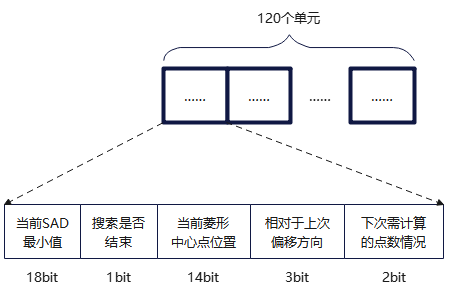 120个单元
...... ...... ...... ......
当前SAD
最小值
搜索是否
结束
当前菱形
中心点位置
相对于上次
偏移方向
下次需计算
的点数情况
18bit 1bit 14bit 3bit 2bit